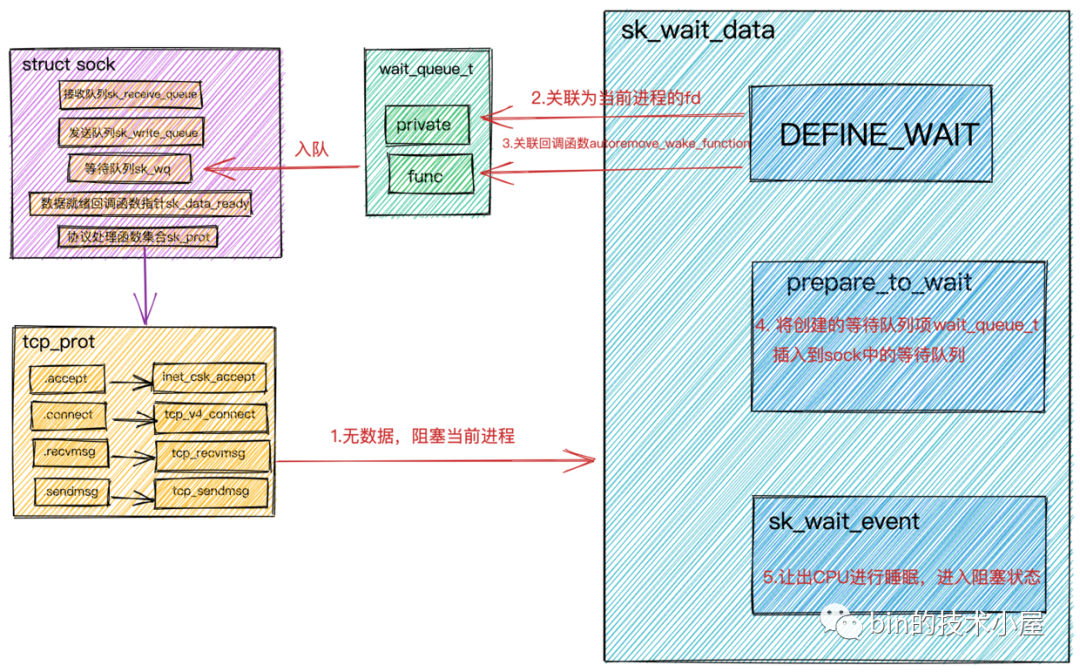 struct sock
接收队列sk_receive_queue
发送队列sk_write_queue
等待队列sk_wq
数据就绪回调函数指针sk_data_ready
协议处理函数集合sk_prot
入队
wait_queue_t
private
func
2.关联为当前进程的fd
3.关联回调函数autoremove_wake_function
sk_wait_data
DEFINE_WAIT
prepare_to_wait
4. 将创建的等待队列项wait_queue_t
插入到sock中的等待队列
sk_wait_event
5.让出CPU进行睡眠，进入阻塞状态
tcp_prot
.accept
inet_csk_accept
.connect
tcp_v4_connect
.recvmsg
tcp_recvmsg
.sendmsg
tcp_sendmsg
1.无数据，阻塞当前进程
bin的技术小屋